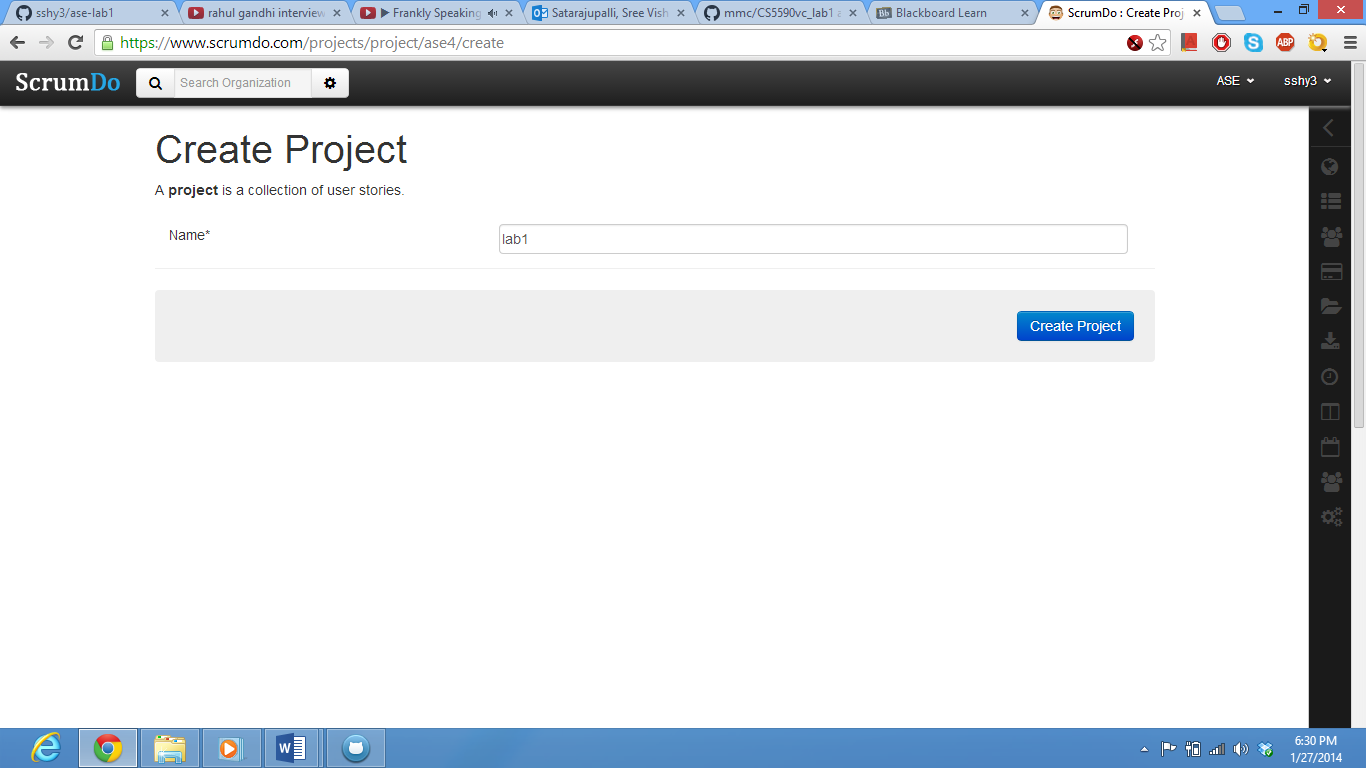 sshy3/ase-lab1
rahul gandhi interview
▶ Frankly Speaking
Satarajupalli, Sree Vish
mmc/CS5590vc_lab1 a
Bb Blackboard Learn
ScrumDo : Create Proj
https://www.scrumdo.com/projects/project/ase4/create
ABP
ScrumDo
Search Organization
ASE
sshy3
Create Project
A project is a collection of user stories.
Name*
lab1
Create Project
6:30 PM
1/27/2014